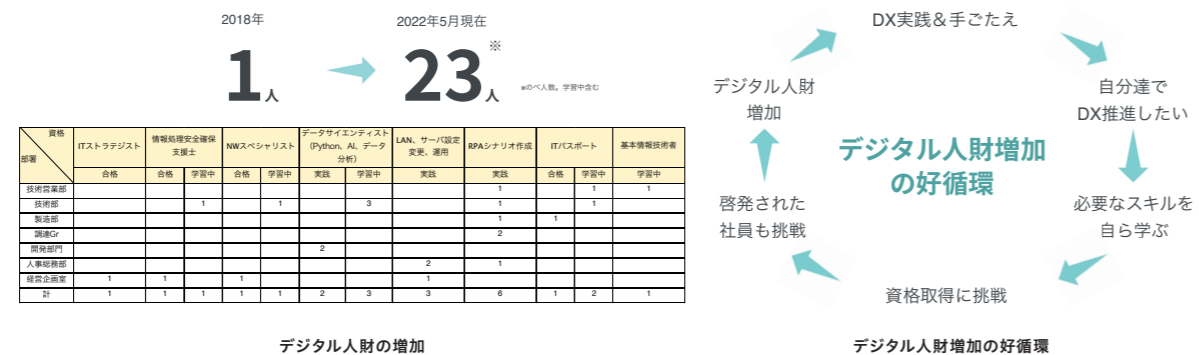 2018年
1人
2022年5月現在
23人※
※のべ人数。学習中含む
資格
部署
ITストラテジスト
情報処理安全確保
支援士
NWスペシャリスト
データサイエンティスト
(Python、AI、データ
分析)
LAN、サーバ設定
変更、運用
RPAシナリオ作成
ITパスポート
基本情報技術者
合格 合格 学習中 合格 学習中 実践 学習中 実践 実践 合格 学習中 学習中
技術営業部 1 1 1
技術部 1 1 3 1 1
製造部 1 1
調達Gr 2
開発部門 2
人事総務部 2 1
経営企画室 1 1 1 1
計 1 1 1 1 1 2 3 3 6 1 2 1
デジタル人財の増加
DX実践＆手ごたえ
自分達で
DX推進したい
必要なスキルを
自ら学ぶ
資格取得に挑戦
啓発された
社員も挑戦
デジタル人財
増加
デジタル人財増加
の好循環
デジタル人財増加の好循環